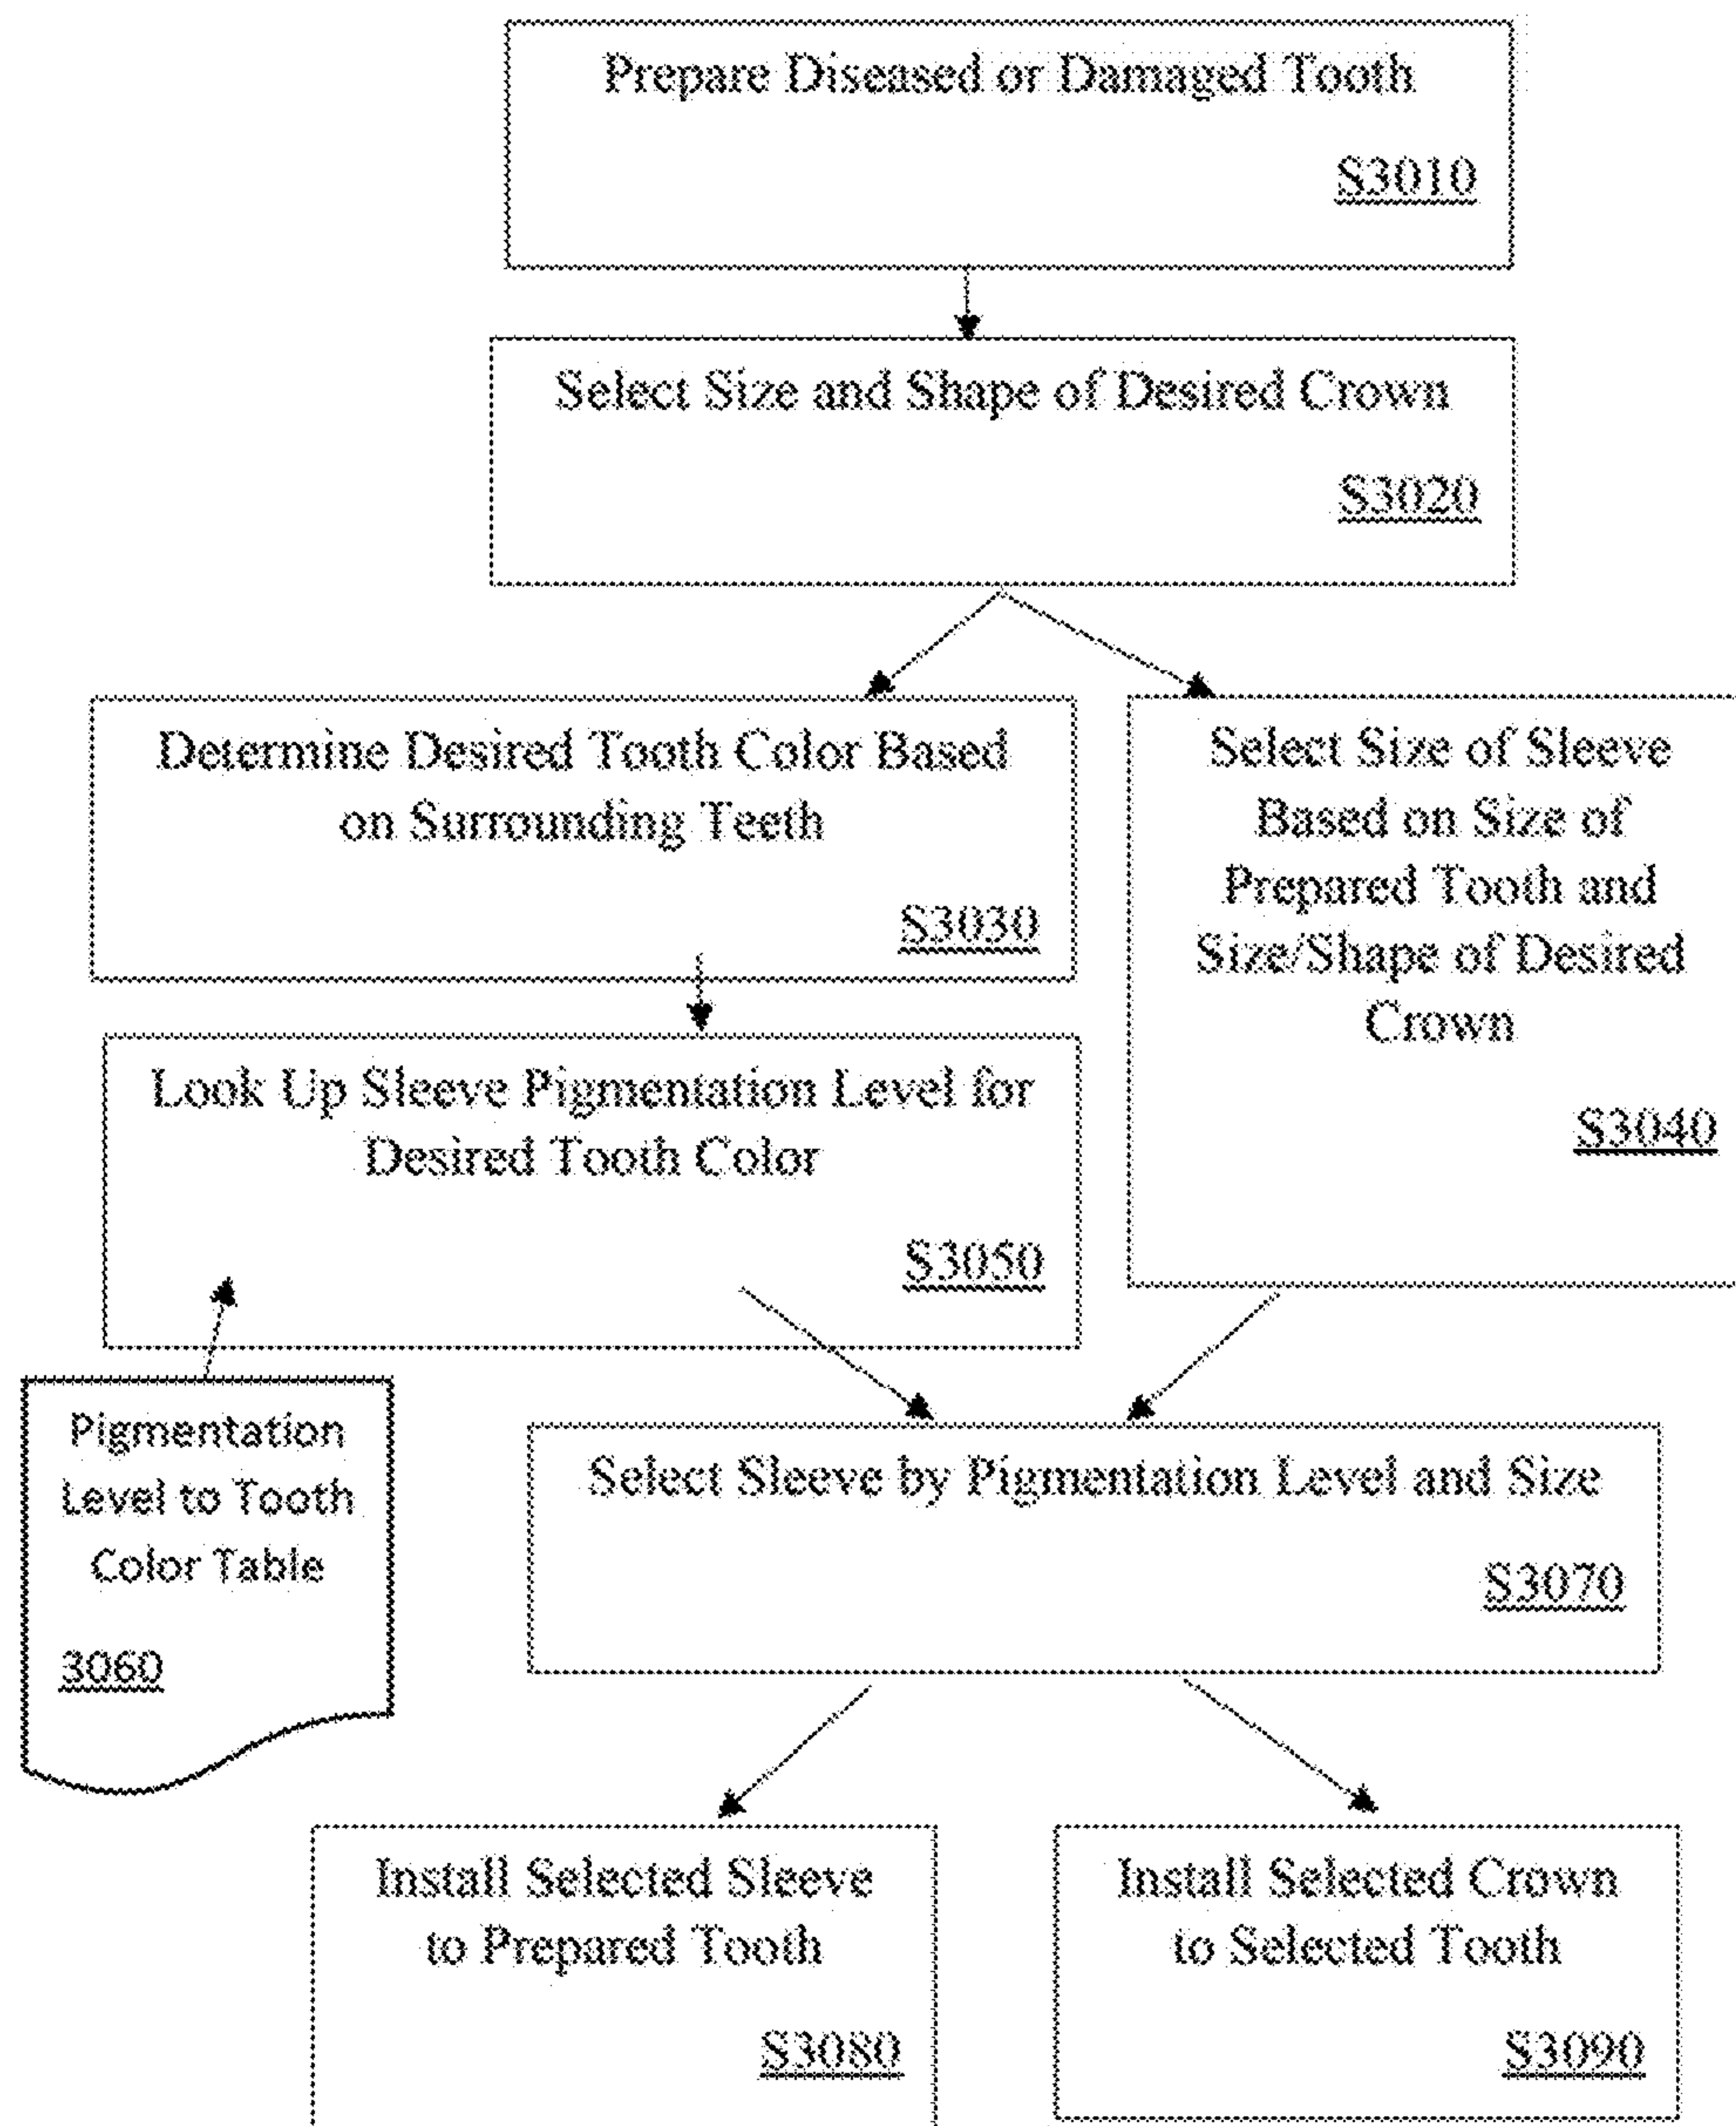 Prepare Diseased or Damaged Tooth
S3010
Select Size and Shape of Desired Crown
S3020
Determine Desired Tooth Color Based
on Surrounding Teeth
S3030
Select Size of Sleeve
Based on Size of
Prepared Tooth and
Size/Shape of Desired
Crown
S3040
Look Up Sleeve Pigmentation Level for
Desired Tooth Color
S3050
Pigmentation
Level to Tooth
Color Table
3060
Select Sleeve by Pigmentation Level and Size
S3070
Install Selected Sleeve
to Prepared Tooth
S3080
Install Selected Crown
to Selected Tooth
S3090